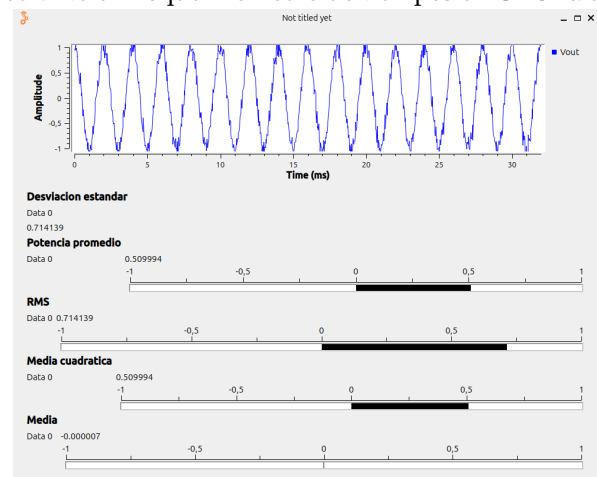 Not titled yet
Amplitude
1
0,5
0
-0,5
-1
0 5 10 15 20 25 30
Time (ms)
Vout
Desviacion estandar
Data 0
0.714139
Potencia promedio
Data 0 0.509994
-1 -0,5 0 0,5 1
RMS
Data 0 0.714139
-1 -0,5 0 0,5 1
Media cuadratica
Data 0 0.509994
-1 -0,5 0 0,5 1
Media
Data 0 -0.000007
-1 -0,5 0 0,5 1